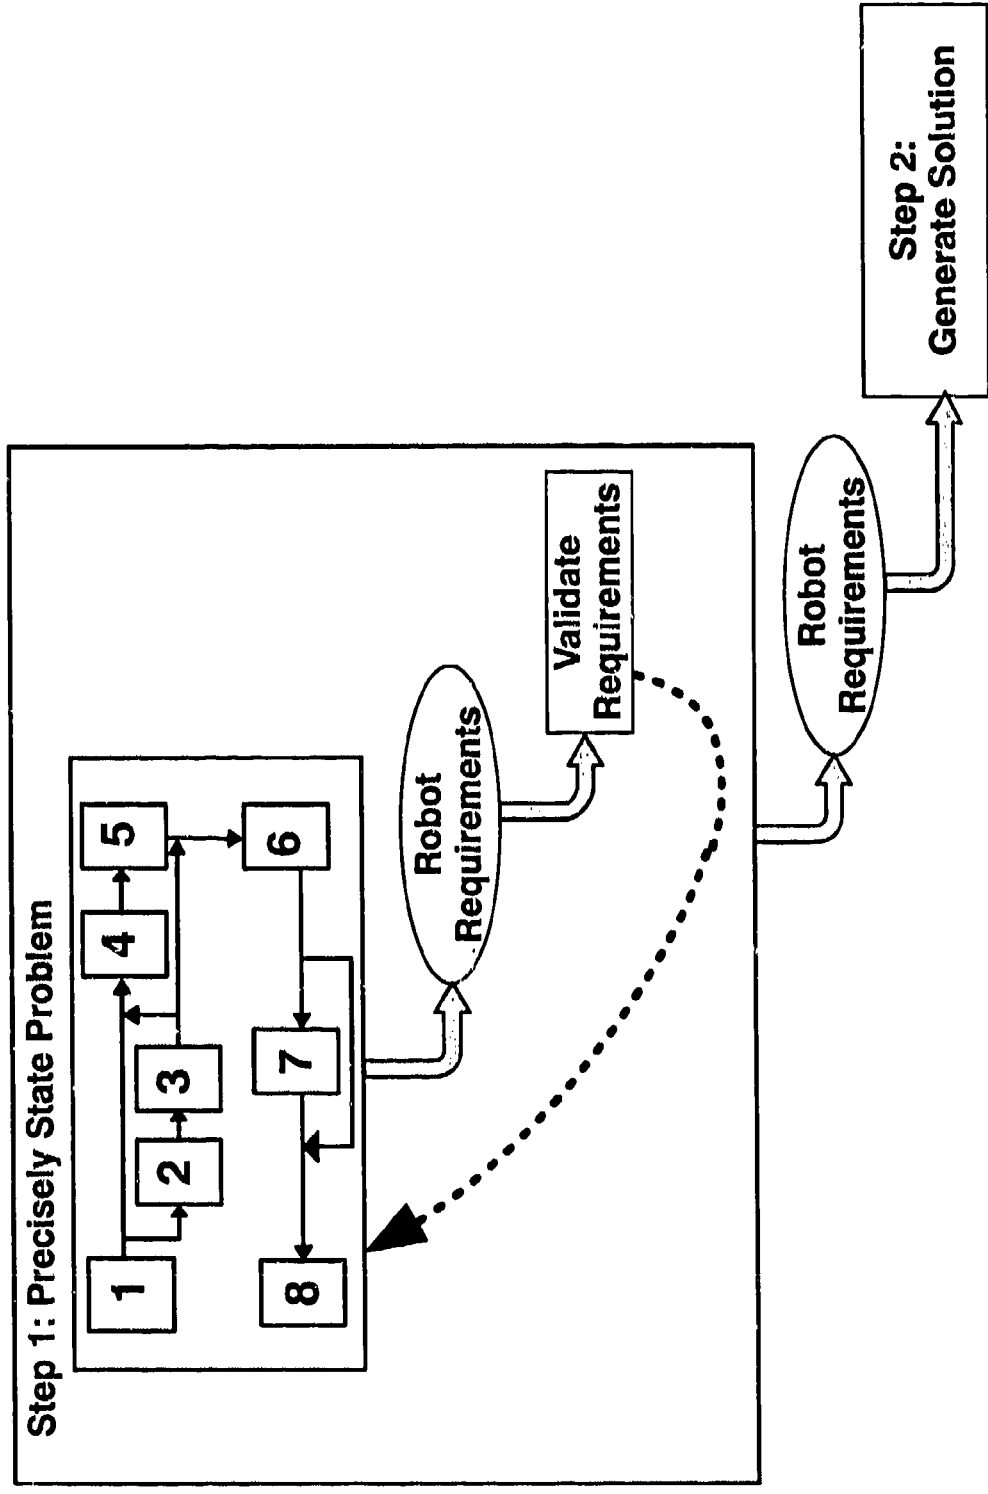 Step 1: Precisely State Problem
1
2
3
4
5
6
7
8
Robot
Requirements
Validate
Requirements
Robot
Requirements
Step 2:
Generate Solution